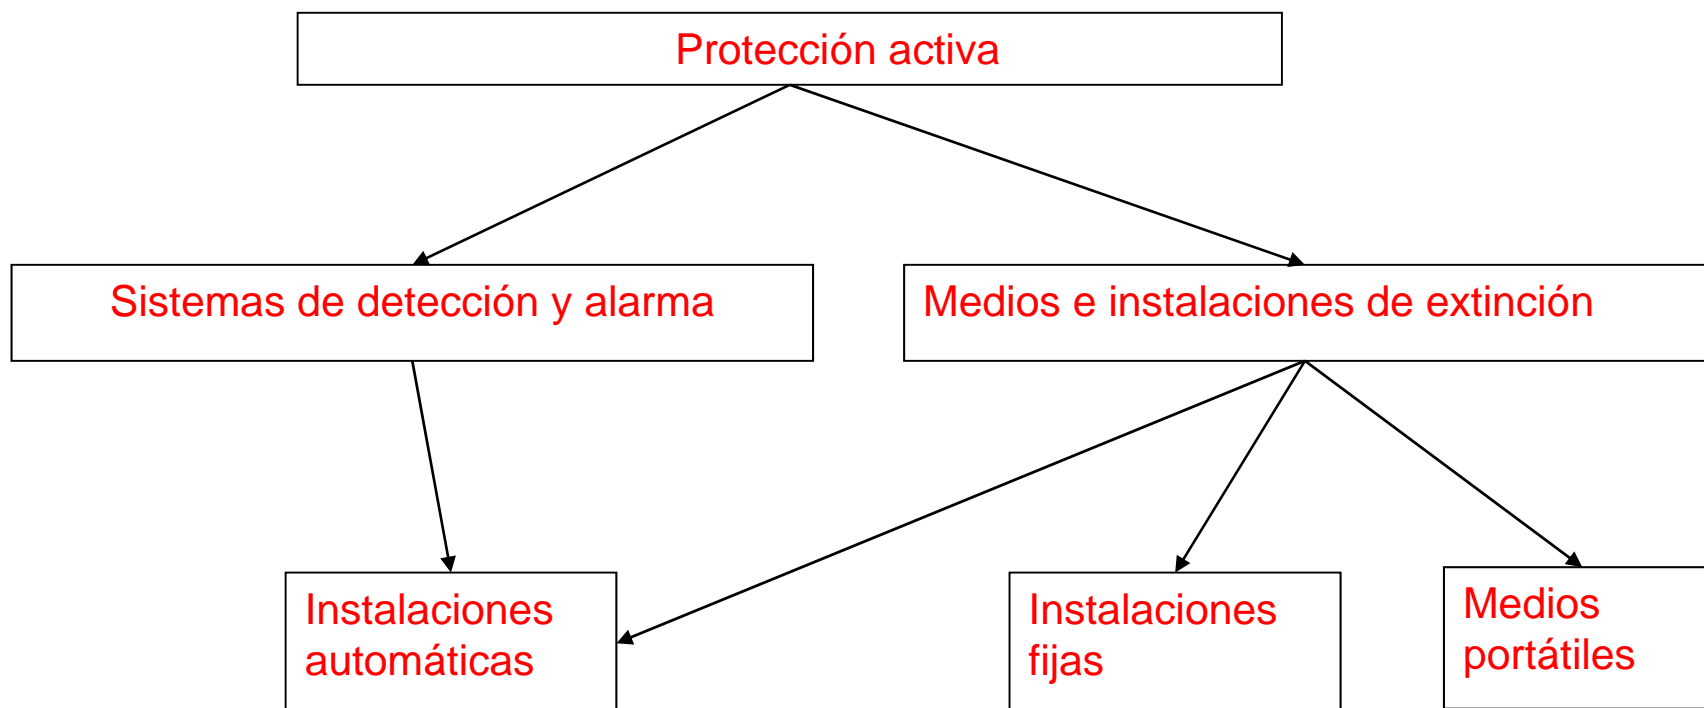 Protección activa
Sistemas de detección y alarma
Medios e instalaciones de extinción
Instalaciones
automáticas
Instalaciones
fijas
Medios
portátiles